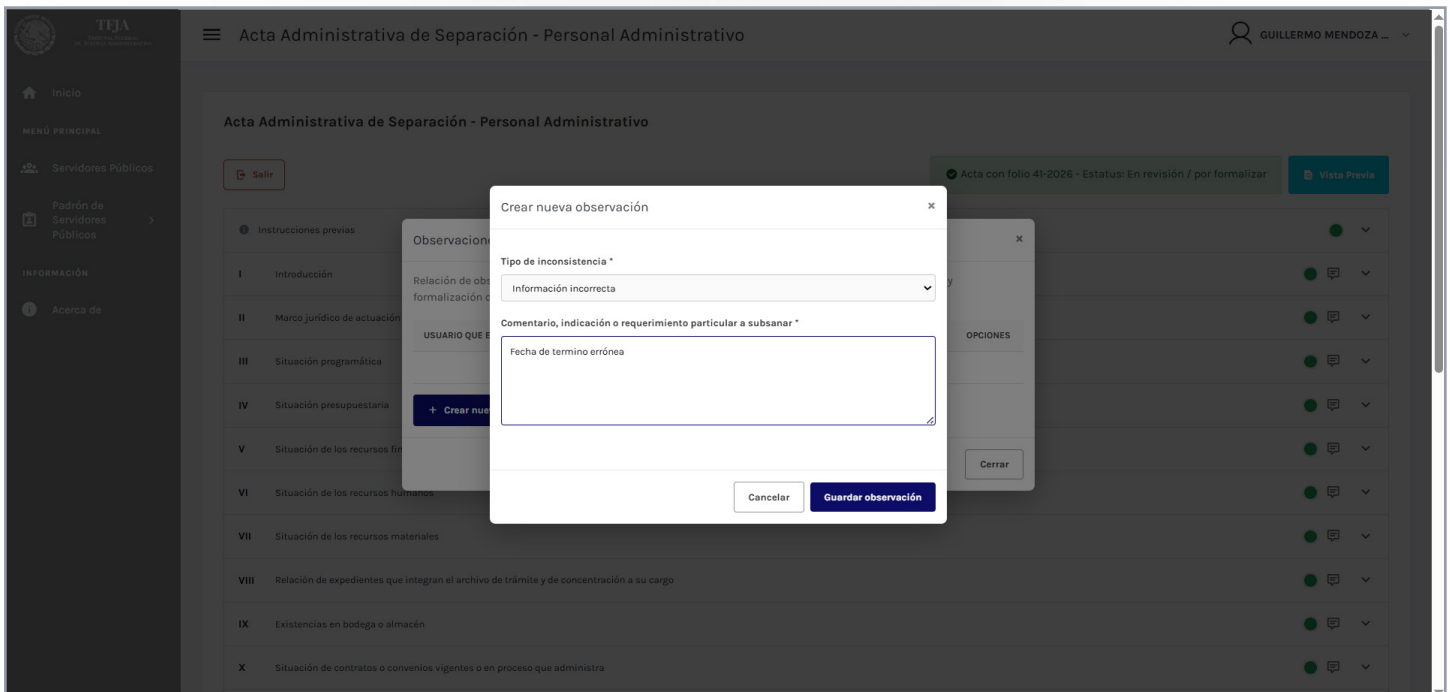 TFJA
Acta Administrativa de Separación - Personal Administrativo
GUILLERMO MENDOZA ...
Inicio
MENÚ PRINCIPAL
Servidores Públicos
Padrón de
Servidores
Públicos
INFORMACIÓN
Acerca de
Acta Administrativa de Separación - Personal Administrativo
Salir
Acta con folio 41-2026 - Estatus: En revisión / por formalizar
Vista Previa
Instrucciones previas
I Introducción
II Marco jurídico de actuación
III Situación programática
IV Situación presupuestaria
V Situación de los recursos fin
VI Situación de los recursos humanos
VII Situación de los recursos materiales
VIII Relación de expedientes que integran el archivo de trámite y de concentración a su cargo
IX Existencias en bodega o almacén
X Situación de contratos o convenios vigentes o en proceso que administra
Observacione
×
Relación de obs
y
formalización d
USUARIO QUE E
OPCIONES
+ Crear nue
Cerrar
Crear nueva observación
×
Tipo de inconsistencia *
Información incorrecta
Comentario, indicación o requerimiento particular a subsanar *
Fecha de termino errónea
Cancelar
Guardar observación